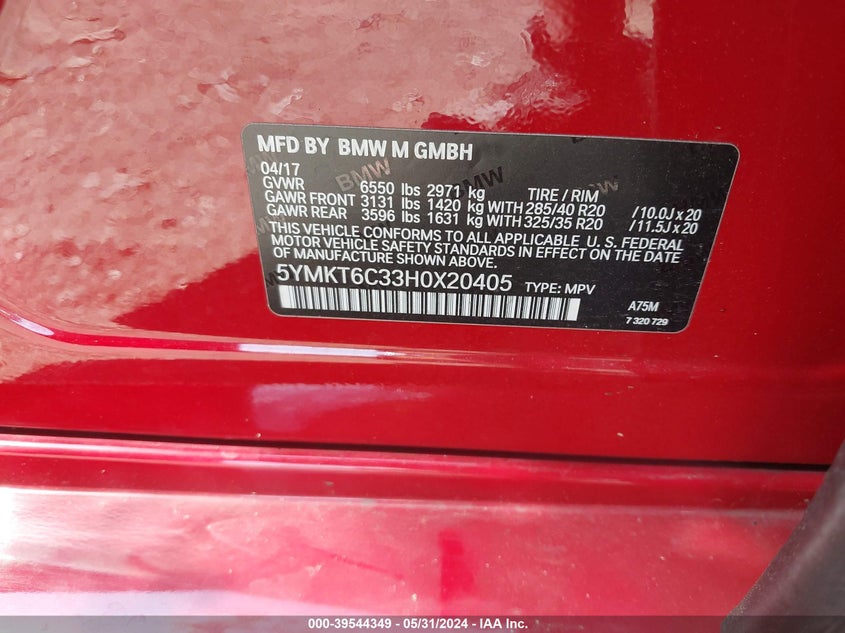 MFD BY BMW M GMBH
04/17
GVWR 6550 lbs 2971 kg TIRE / RIM
GAWR FRONT 3131 lbs 1420 kg WITH 285/40 R20 / 10.0J x 20
GAWR REAR 3596 lbs 1631 kg WITH 325/35 R20 / 11.5J x 20
THIS VEHICLE CONFORMS TO ALL APPLICABLE U. S. FEDERAL
MOTOR VEHICLE SAFETY STANDARDS IN EFFECT ON THE DATE
OF MANUFACTURE SHOWN ABOVE.
5YMKT6C33H0X20405 TYPE: MPV
A75M
7 320 729
BMW
BMW
000-39544349 - 05/31/2024 - IAA Inc.